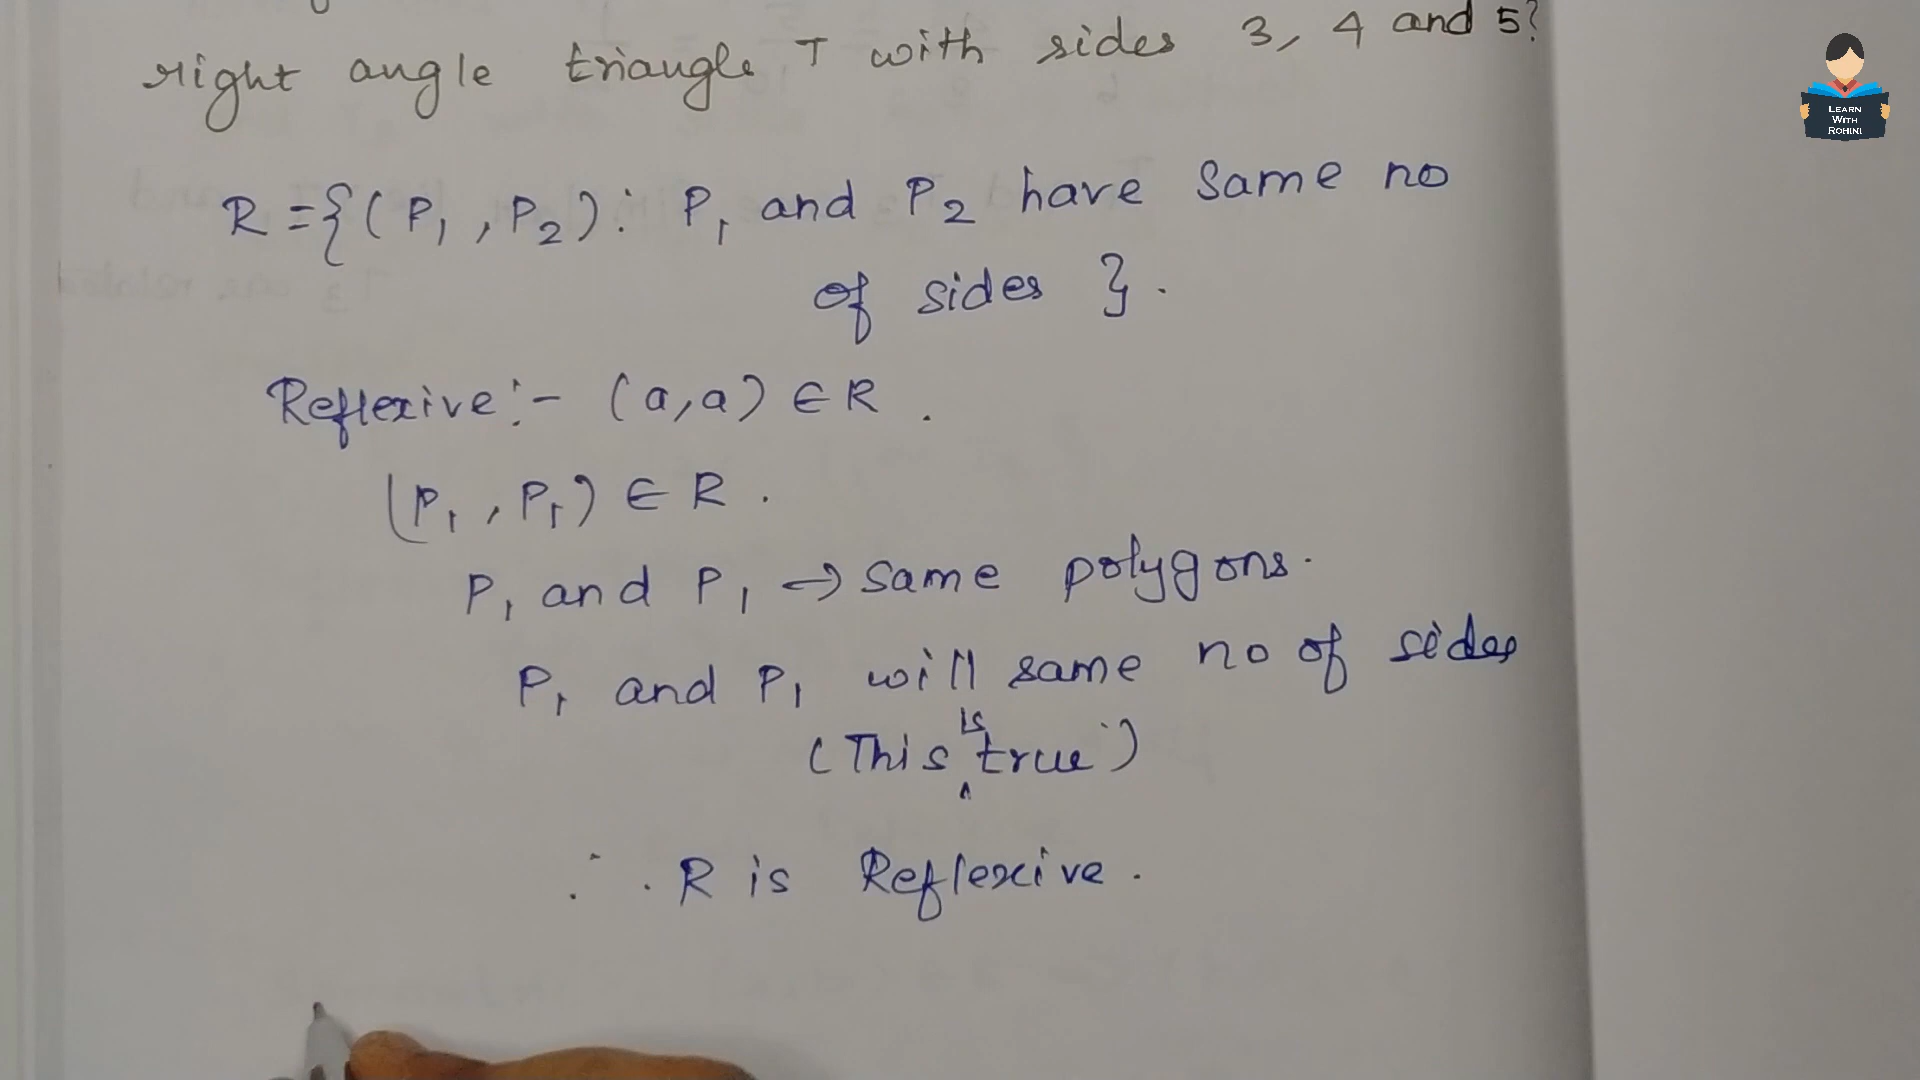 right angle triangle T with sides 3, 4 and 5?
R = {(P₁, P₂): P₁ and P₂ have same no
of sides }.
Reflexive :- (a,a) ∈ R.
(P₁, P₁) ∈ R.
P₁ and P₁ → same polygons.
P₁ and P₁ will same no of sides
(This is true)
∴ R is Reflexive.
LEARN
WITH
ROHINI